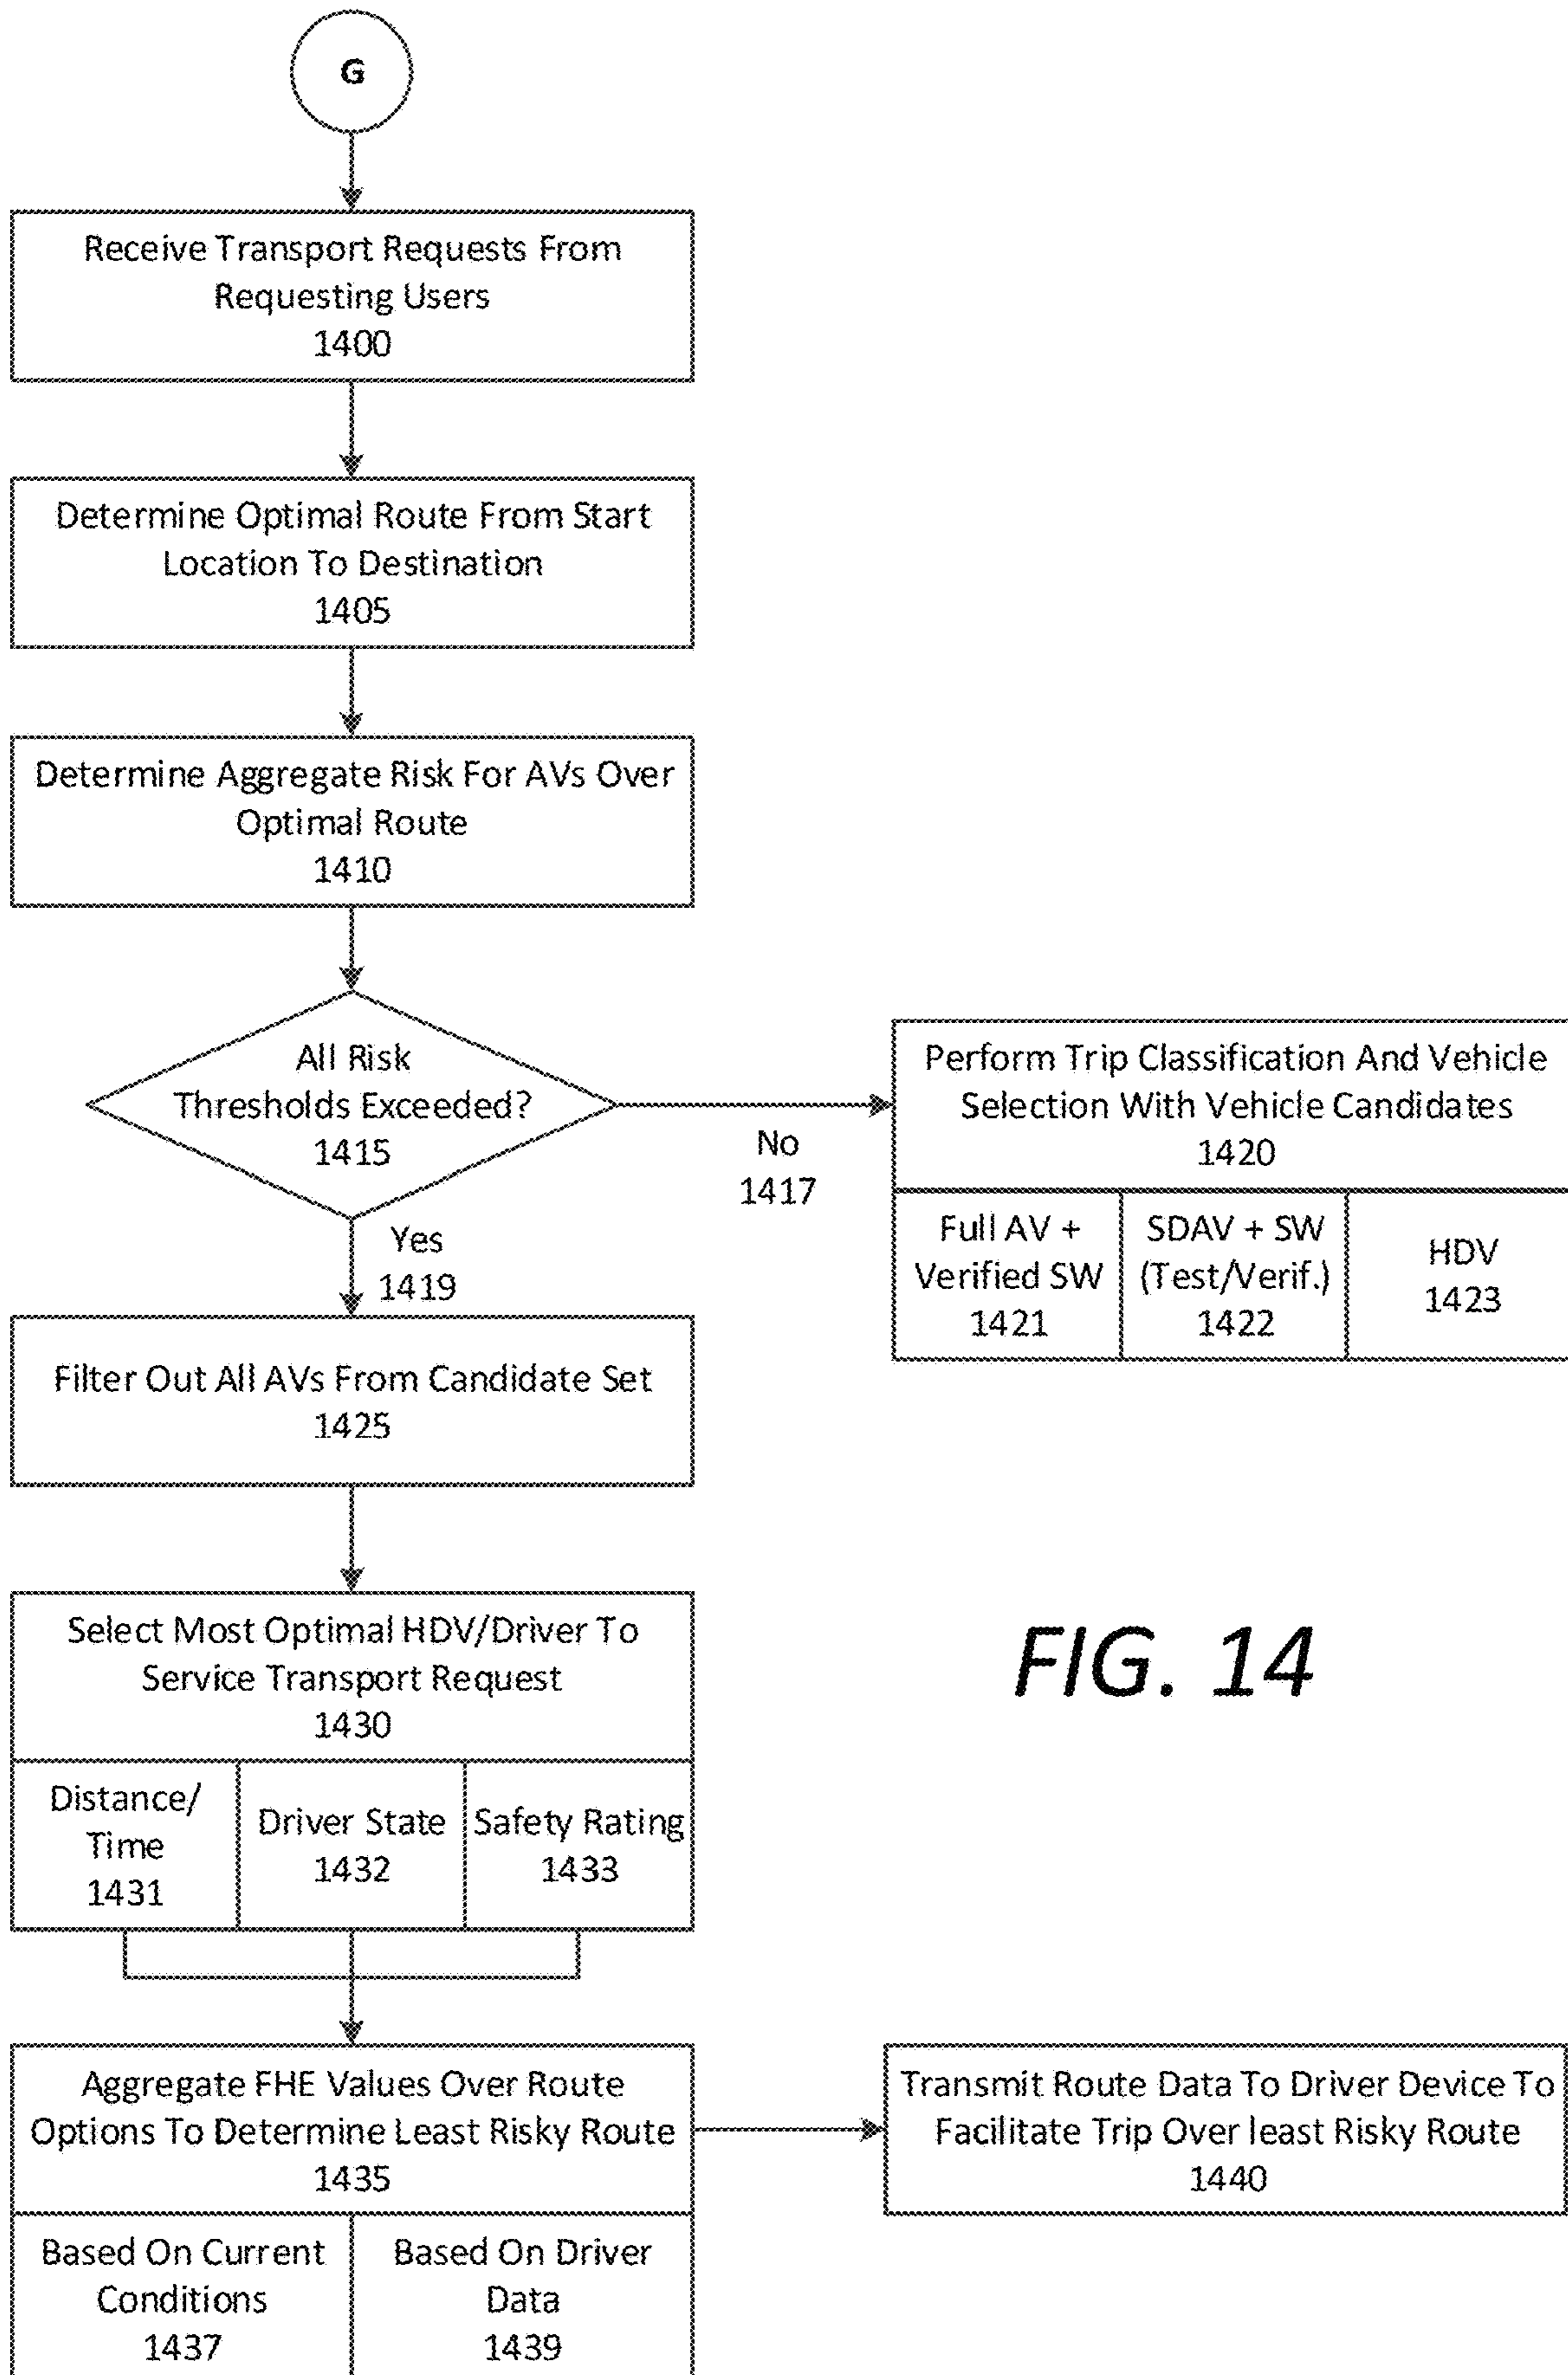 G
Receive Transport Requests From
Requesting Users
1400
Determine Optimal Route From Start
Location To Destination
1405
Determine Aggregate Risk For AVs Over
Optimal Route
1410
All Risk
Thresholds Exceeded?
1415
No
1417
Yes
1419
Perform Trip Classification And Vehicle
Selection With Vehicle Candidates
1420
Full AV +
Verified SW
1421
SDAV + SW
(Test/Verif.)
1422
HDV
1423
Filter Out All AVs From Candidate Set
1425
Select Most Optimal HDV/Driver To
Service Transport Request
1430
Distance/
Time
1431
Driver State
1432
Safety Rating
1433
FIG. 14
Aggregate FHE Values Over Route
Options To Determine Least Risky Route
1435
Based On Current
Conditions
1437
Based On Driver
Data
1439
Transmit Route Data To Driver Device To
Facilitate Trip Over least Risky Route
1440